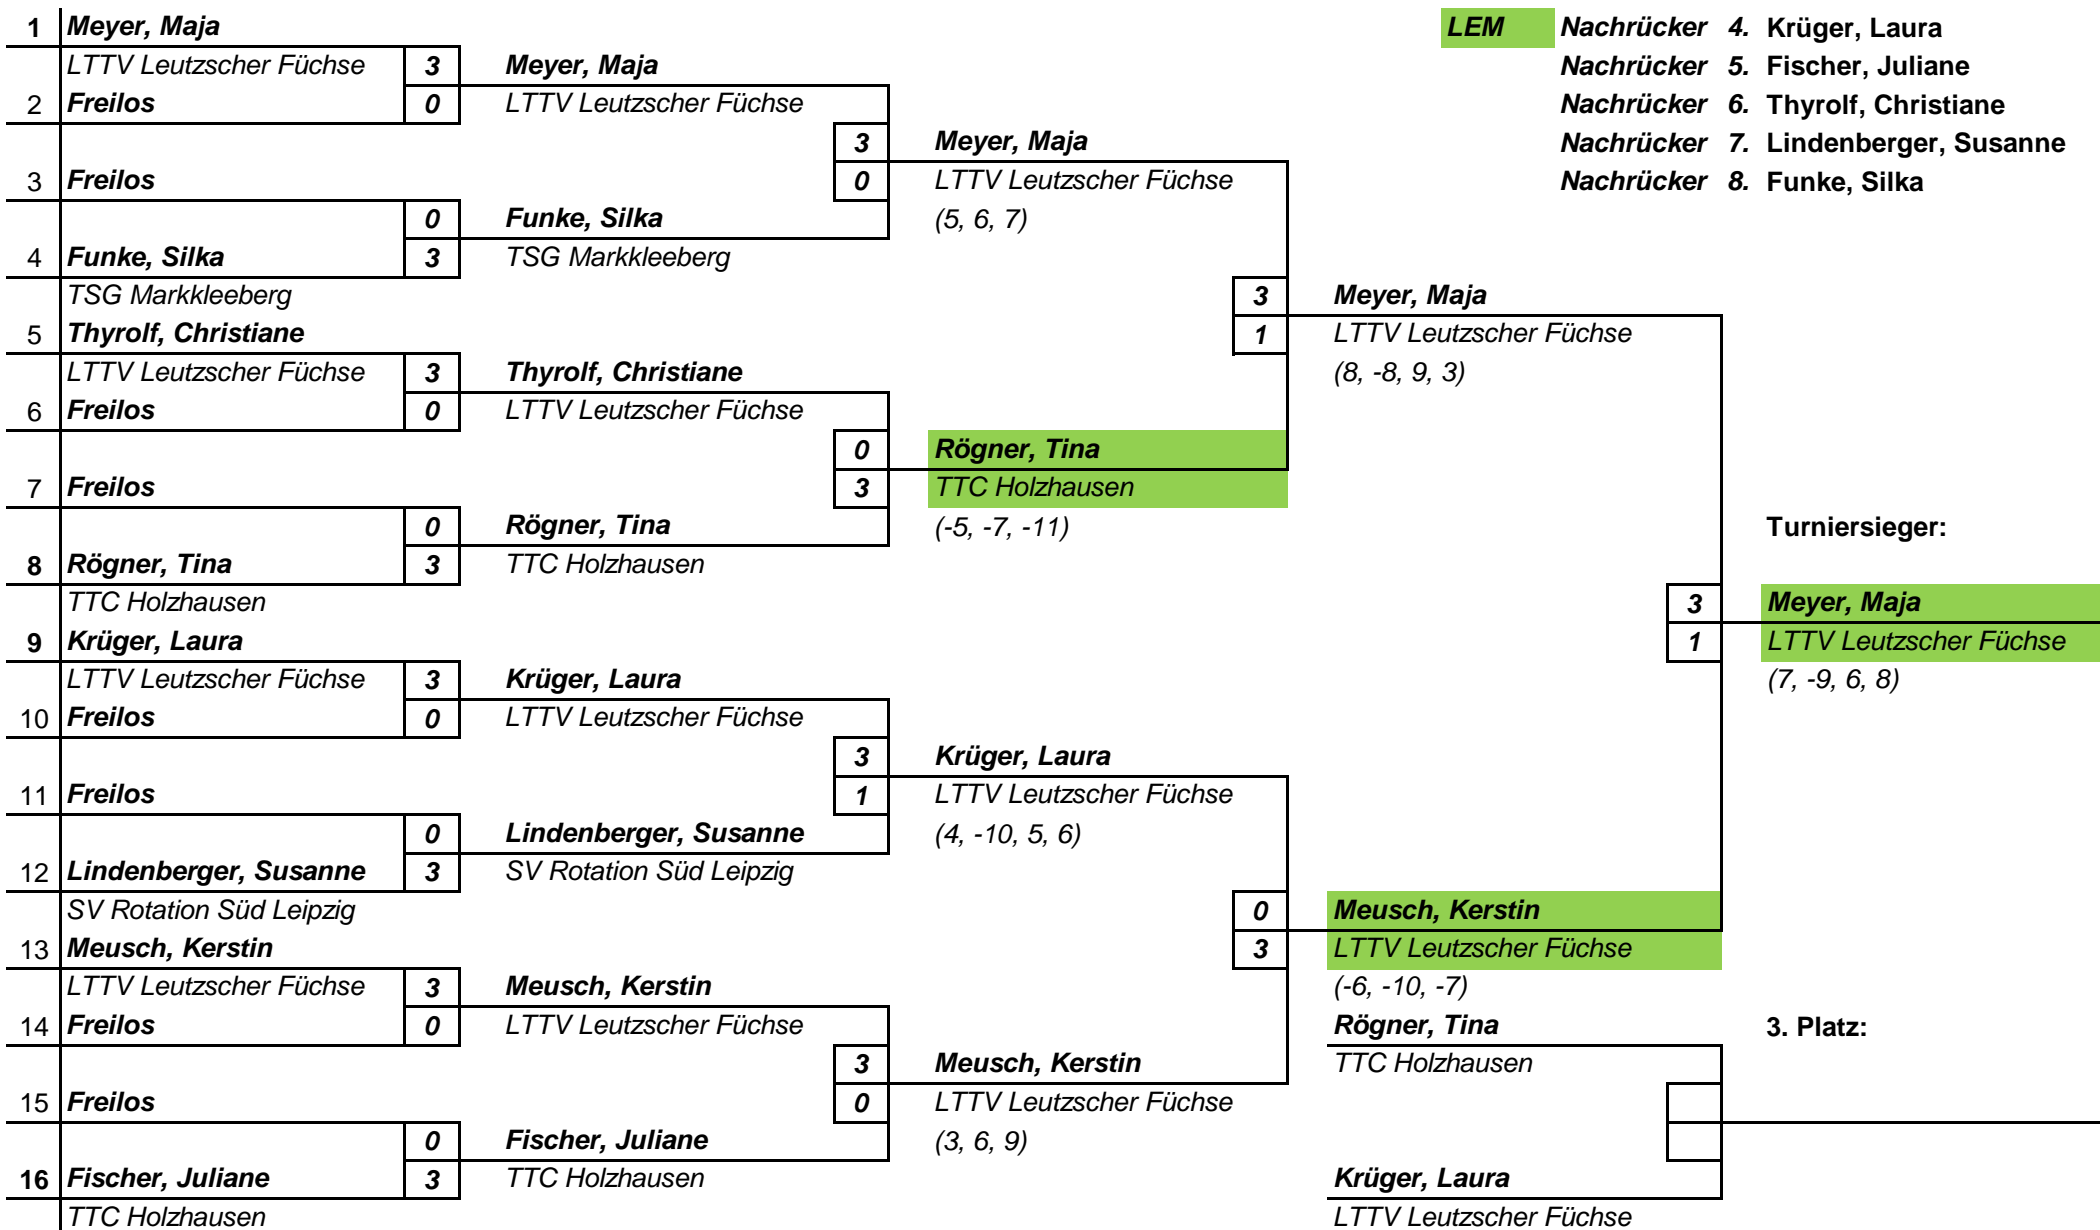 1 Meyer, Maja LEM Nachrücker 4. Krüger, Laura
LTTV Leutzscher Füchse 3 Meyer, Maja Nachrücker 5. Fischer, Juliane
2 Freilos 0 LTTV Leutzscher Füchse Nachrücker 6. Thyrolf, Christiane
3 Meyer, Maja Nachrücker 7. Lindenberger, Susanne
3 Freilos 0 LTTV Leutzscher Füchse Nachrücker 8. Funke, Silka
0 Funke, Silka (5, 6, 7)
4 Funke, Silka 3 TSG Markkleeberg
TSG Markkleeberg 3 Meyer, Maja
5 Thyrolf, Christiane 1 LTTV Leutzscher Füchse
LTTV Leutzscher Füchse 3 Thyrolf, Christiane (8, -8, 9, 3)
6 Freilos 0 LTTV Leutzscher Füchse
0 Rögner, Tina
7 Freilos 3 TTC Holzhausen
0 Rögner, Tina (-5, -7, -11) Turniersieger:
8 Rögner, Tina 3 TTC Holzhausen
TTC Holzhausen 3 Meyer, Maja
9 Krüger, Laura 1 LTTV Leutzscher Füchse
LTTV Leutzscher Füchse 3 Krüger, Laura (7, -9, 6, 8)
10 Freilos 0 LTTV Leutzscher Füchse
3 Krüger, Laura
11 Freilos 1 LTTV Leutzscher Füchse
0 Lindenberger, Susanne (4, -10, 5, 6)
12 Lindenberger, Susanne 3 SV Rotation Süd Leipzig
SV Rotation Süd Leipzig 0 Meusch, Kerstin
13 Meusch, Kerstin 3 LTTV Leutzscher Füchse
LTTV Leutzscher Füchse 3 Meusch, Kerstin (-6, -10, -7)
14 Freilos 0 LTTV Leutzscher Füchse Rögner, Tina 3. Platz:
3 Meusch, Kerstin TTC Holzhausen
15 Freilos 0 LTTV Leutzscher Füchse
0 Fischer, Juliane (3, 6, 9)
16 Fischer, Juliane 3 TTC Holzhausen Krüger, Laura
TTC Holzhausen LTTV Leutzscher Füchse